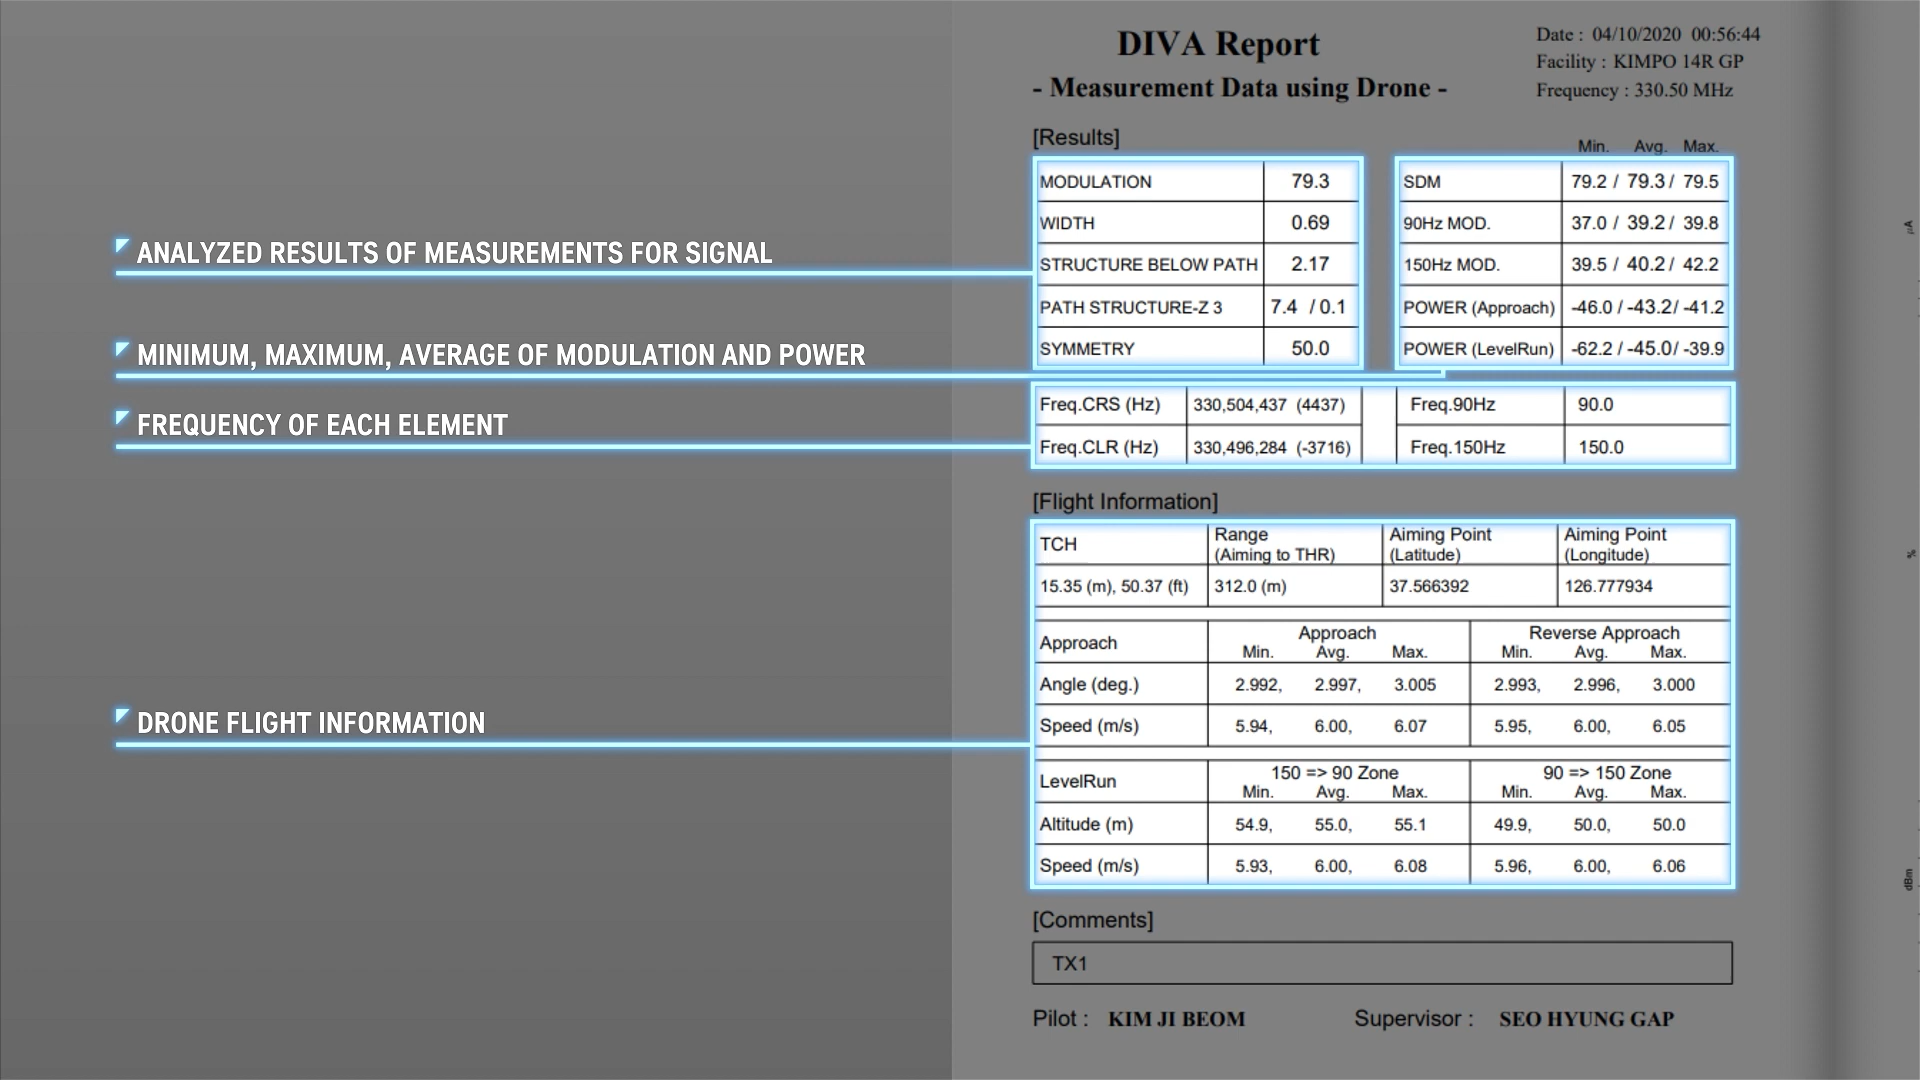 DIVA Report
- Measurement Data using Drone -
Date : 04/10/2020 00:56:44
Facility : KIMPO 14R GP
Frequency : 330.50 MHz
[Results]
Min. Avg. Max.
MODULATION 79.3
WIDTH 0.69
STRUCTURE BELOW PATH 2.17
PATH STRUCTURE-Z 3 7.4 / 0.1
SYMMETRY 50.0
SDM 79.2 / 79.3 / 79.5
90Hz MOD. 37.0 / 39.2 / 39.8
150Hz MOD. 39.5 / 40.2 / 42.2
POWER (Approach) -46.0 / -43.2/ -41.2
POWER (LevelRun) -62.2 / -45.0/ -39.9
Freq.CRS (Hz) 330,504,437 (4437) Freq.90Hz 90.0
Freq.CLR (Hz) 330,496,284 (-3716) Freq.150Hz 150.0
[Flight Information]
TCH Range (Aiming to THR) Aiming Point (Latitude) Aiming Point (Longitude)
15.35 (m), 50.37 (ft) 312.0 (m) 37.566392 126.777934
Approach Approach Reverse Approach
Min. Avg. Max. Min. Avg. Max.
Angle (deg.) 2.992, 2.997, 3.005 2.993, 2.996, 3.000
Speed (m/s) 5.94, 6.00, 6.07 5.95, 6.00, 6.05
LevelRun 150 => 90 Zone 90 => 150 Zone
Min. Avg. Max. Min. Avg. Max.
Altitude (m) 54.9, 55.0, 55.1 49.9, 50.0, 50.0
Speed (m/s) 5.93, 6.00, 6.08 5.96, 6.00, 6.06
[Comments]
TX1
Pilot : KIM JI BEOM Supervisor : SEO HYUNG GAP
ANALYZED RESULTS OF MEASUREMENTS FOR SIGNAL
MINIMUM, MAXIMUM, AVERAGE OF MODULATION AND POWER
FREQUENCY OF EACH ELEMENT
DRONE FLIGHT INFORMATION
μA
%
dBm